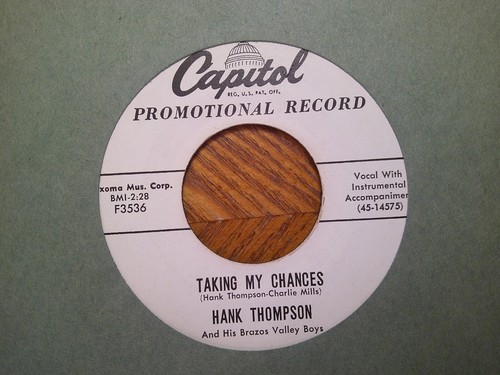 Capitol
REG. U.S. PAT. OFF.
PROMOTIONAL RECORD
xoma Mus. Corp.
BMI-2:28
F3536
Vocal With
Instrumental
Accompanimen
(45-14575)
TAKING MY CHANCES
(Hank Thompson-Charlie Mills)
HANK THOMPSON
And His Brazos Valley Boys